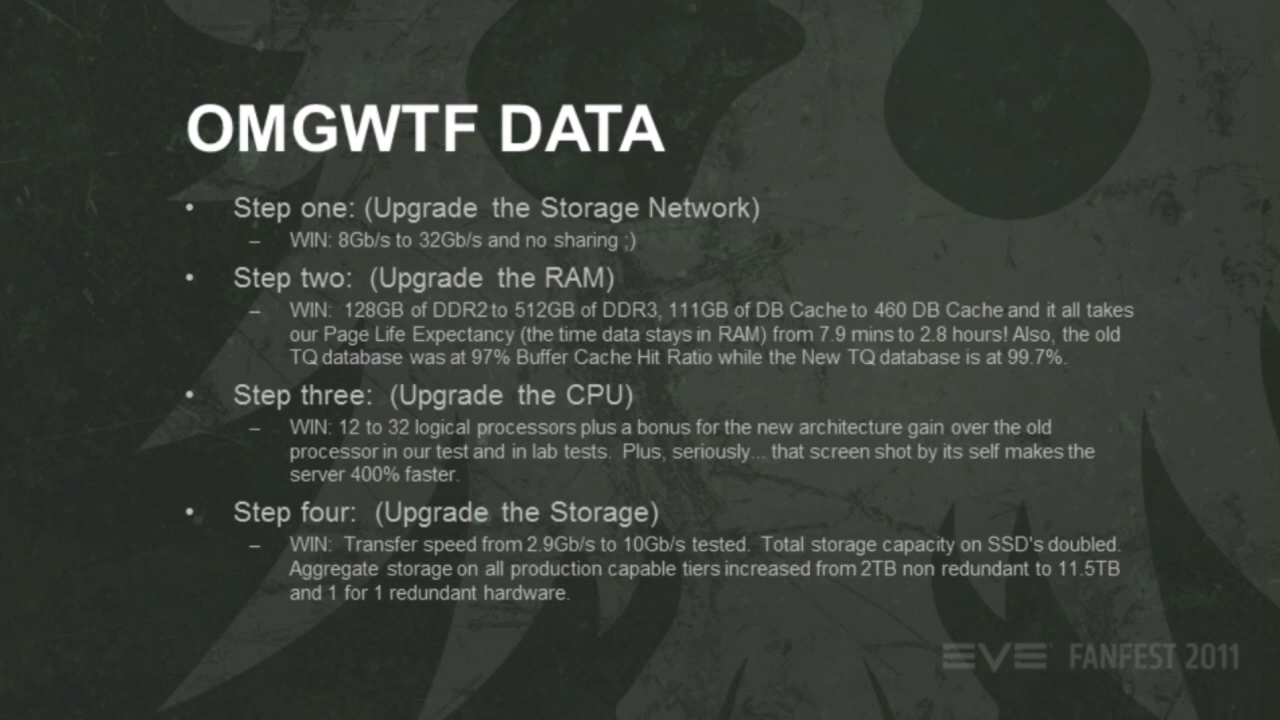 OMGWTF DATA
• Step one: (Upgrade the Storage Network)
– WIN: 8Gb/s to 32Gb/s and no sharing ;)
• Step two: (Upgrade the RAM)
– WIN: 128GB of DDR2 to 512GB of DDR3, 111GB of DB Cache to 460 DB Cache and it all takes
our Page Life Expectancy (the time data stays in RAM) from 7.9 mins to 2.8 hours! Also, the old
TQ database was at 97% Buffer Cache Hit Ratio while the New TQ database is at 99.7%.
• Step three: (Upgrade the CPU)
– WIN: 12 to 32 logical processors plus a bonus for the new architecture gain over the old
processor in our test and in lab tests. Plus, seriously... that screen shot by its self makes the
server 400% faster.
• Step four: (Upgrade the Storage)
– WIN: Transfer speed from 2.9Gb/s to 10Gb/s tested. Total storage capacity on SSD's doubled.
Aggregate storage on all production capable tiers increased from 2TB non redundant to 11.5TB
and 1 for 1 redundant hardware.
EVE FANFEST 2011